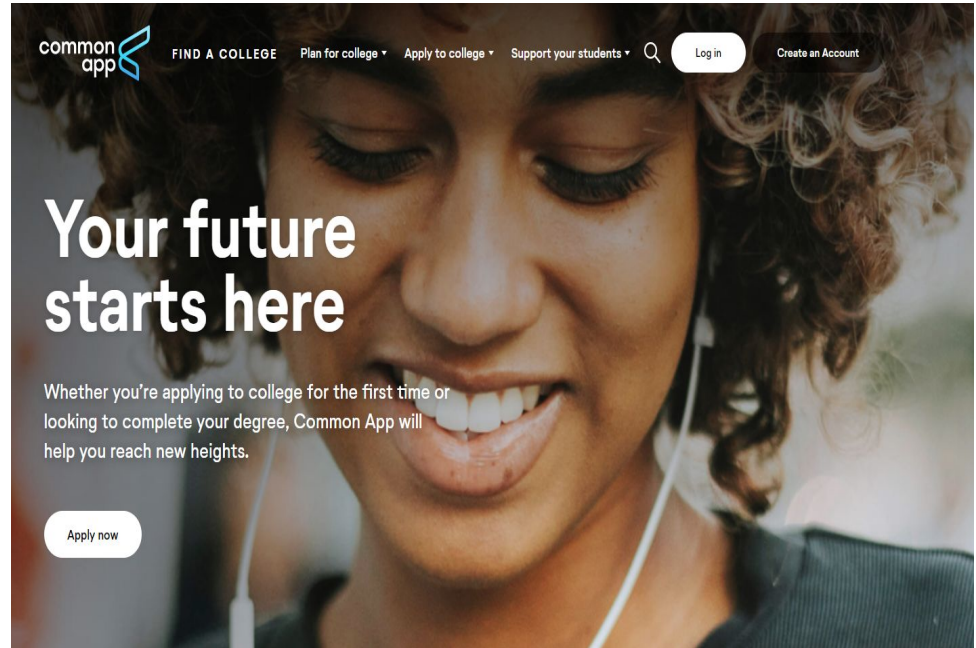 common
app
FIND A COLLEGE Plan for college ▾ Apply to college ▾ Support your students ▾ Log in Create an Account
Your future
starts here
Whether you're applying to college for the first time or
looking to complete your degree, Common App will
help you reach new heights.
Apply now